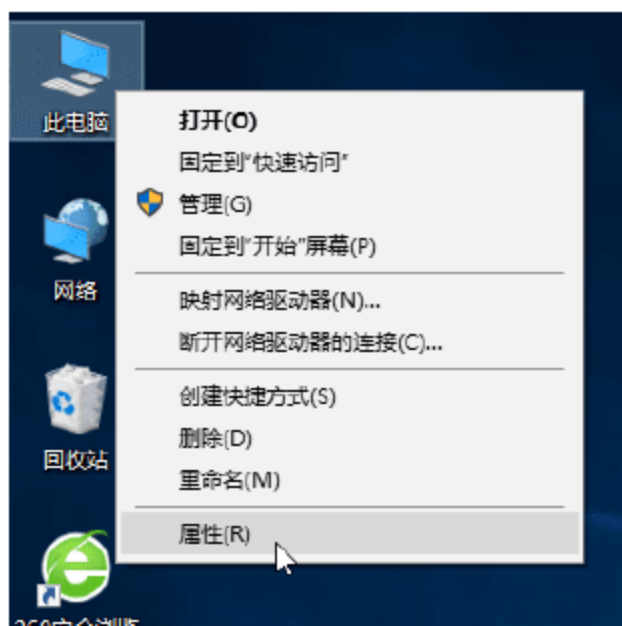 此电脑
打开(O)
固定到"快速访问"
管理(G)
固定到"开始"屏幕(P)
网络
映射网络驱动器(N)...
断开网络驱动器的连接(C)...
创建快捷方式(S)
删除(D)
回收站
重命名(M)
属性(R)